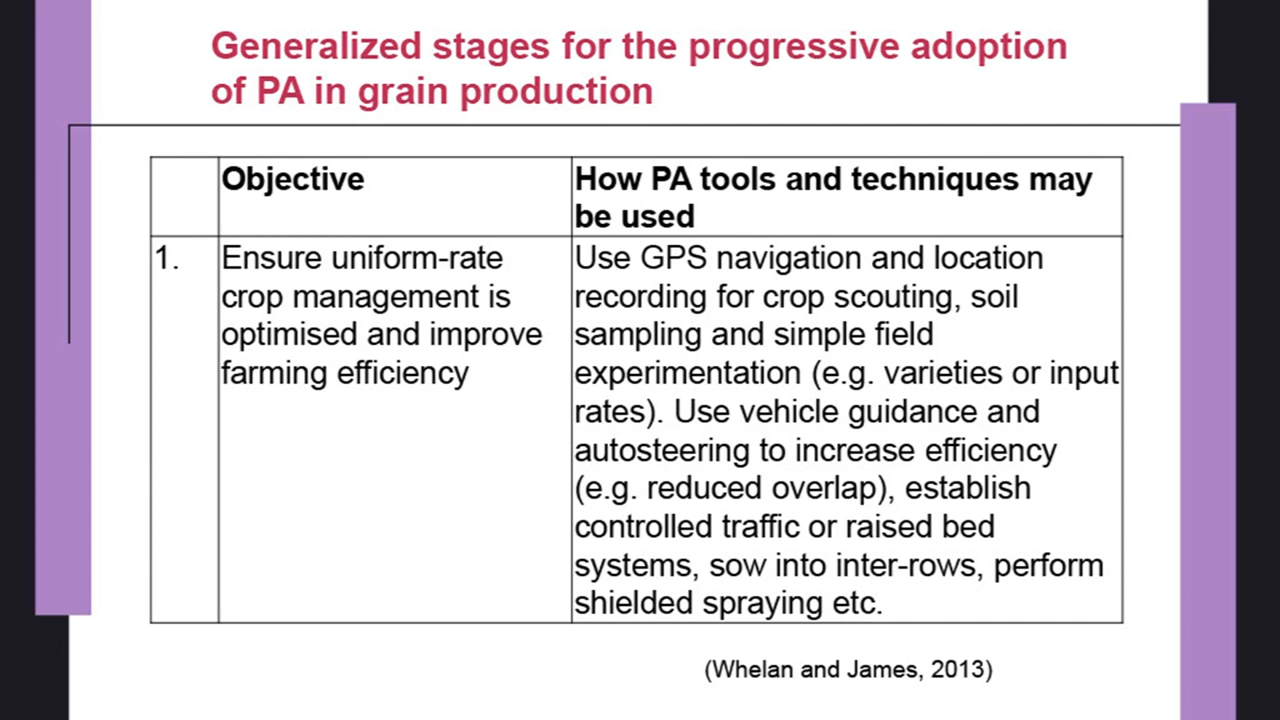 Generalized stages for the progressive adoption
of PA in grain production
Objective
How PA tools and techniques may
be used
1.
Ensure uniform-rate
crop management is
optimised and improve
farming efficiency
Use GPS navigation and location
recording for crop scouting, soil
sampling and simple field
experimentation (e.g. varieties or input
rates). Use vehicle guidance and
autosteering to increase efficiency
(e.g. reduced overlap), establish
controlled traffic or raised bed
systems, sow into inter-rows, perform
shielded spraying etc.
(Whelan and James, 2013)